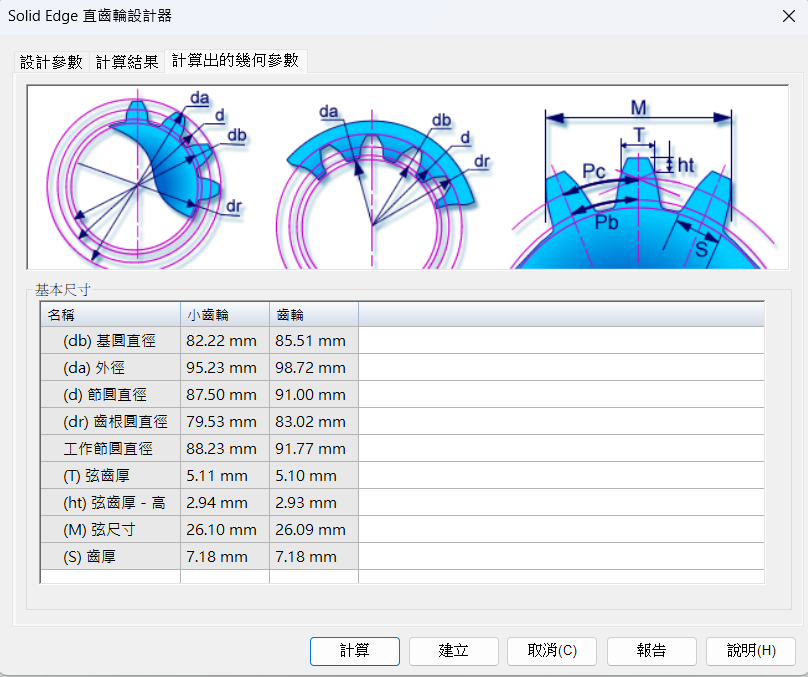 Solid Edge 直齒輪設計器
設計參數 計算結果 計算出的幾何參數
da
d
db
dr
da
db
d
dr
M
T
ht
Pc
Pb
S
基本尺寸
名稱 小齒輪 齒輪
(db) 基圓直徑 82.22 mm 85.51 mm
(da) 外徑 95.23 mm 98.72 mm
(d) 節圓直徑 87.50 mm 91.00 mm
(dr) 齒根圓直徑 79.53 mm 83.02 mm
工作節圓直徑 88.23 mm 91.77 mm
(T) 弦齒厚 5.11 mm 5.10 mm
(ht) 弦齒厚 - 高 2.94 mm 2.93 mm
(M) 弦尺寸 26.10 mm 26.09 mm
(S) 齒厚 7.18 mm 7.18 mm
計算 建立 取消(C) 報告 說明(H)